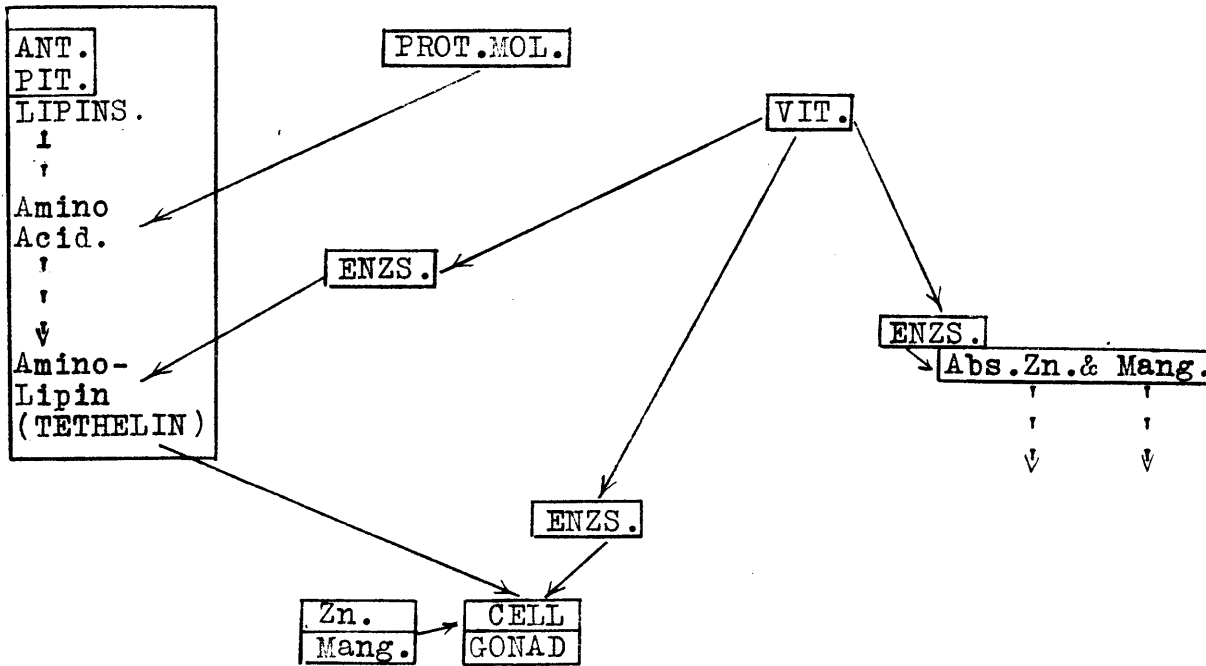 ANT.
PIT.
LIPINS.
Amino
Acid.
Amino-
Lipin
(TETHELIN)
PROT.MOL.
VIT.
ENZS.
ENZS.
Abs.Zn.& Mang.
ENZS.
Zn.
Mang.
CELL
GONAD